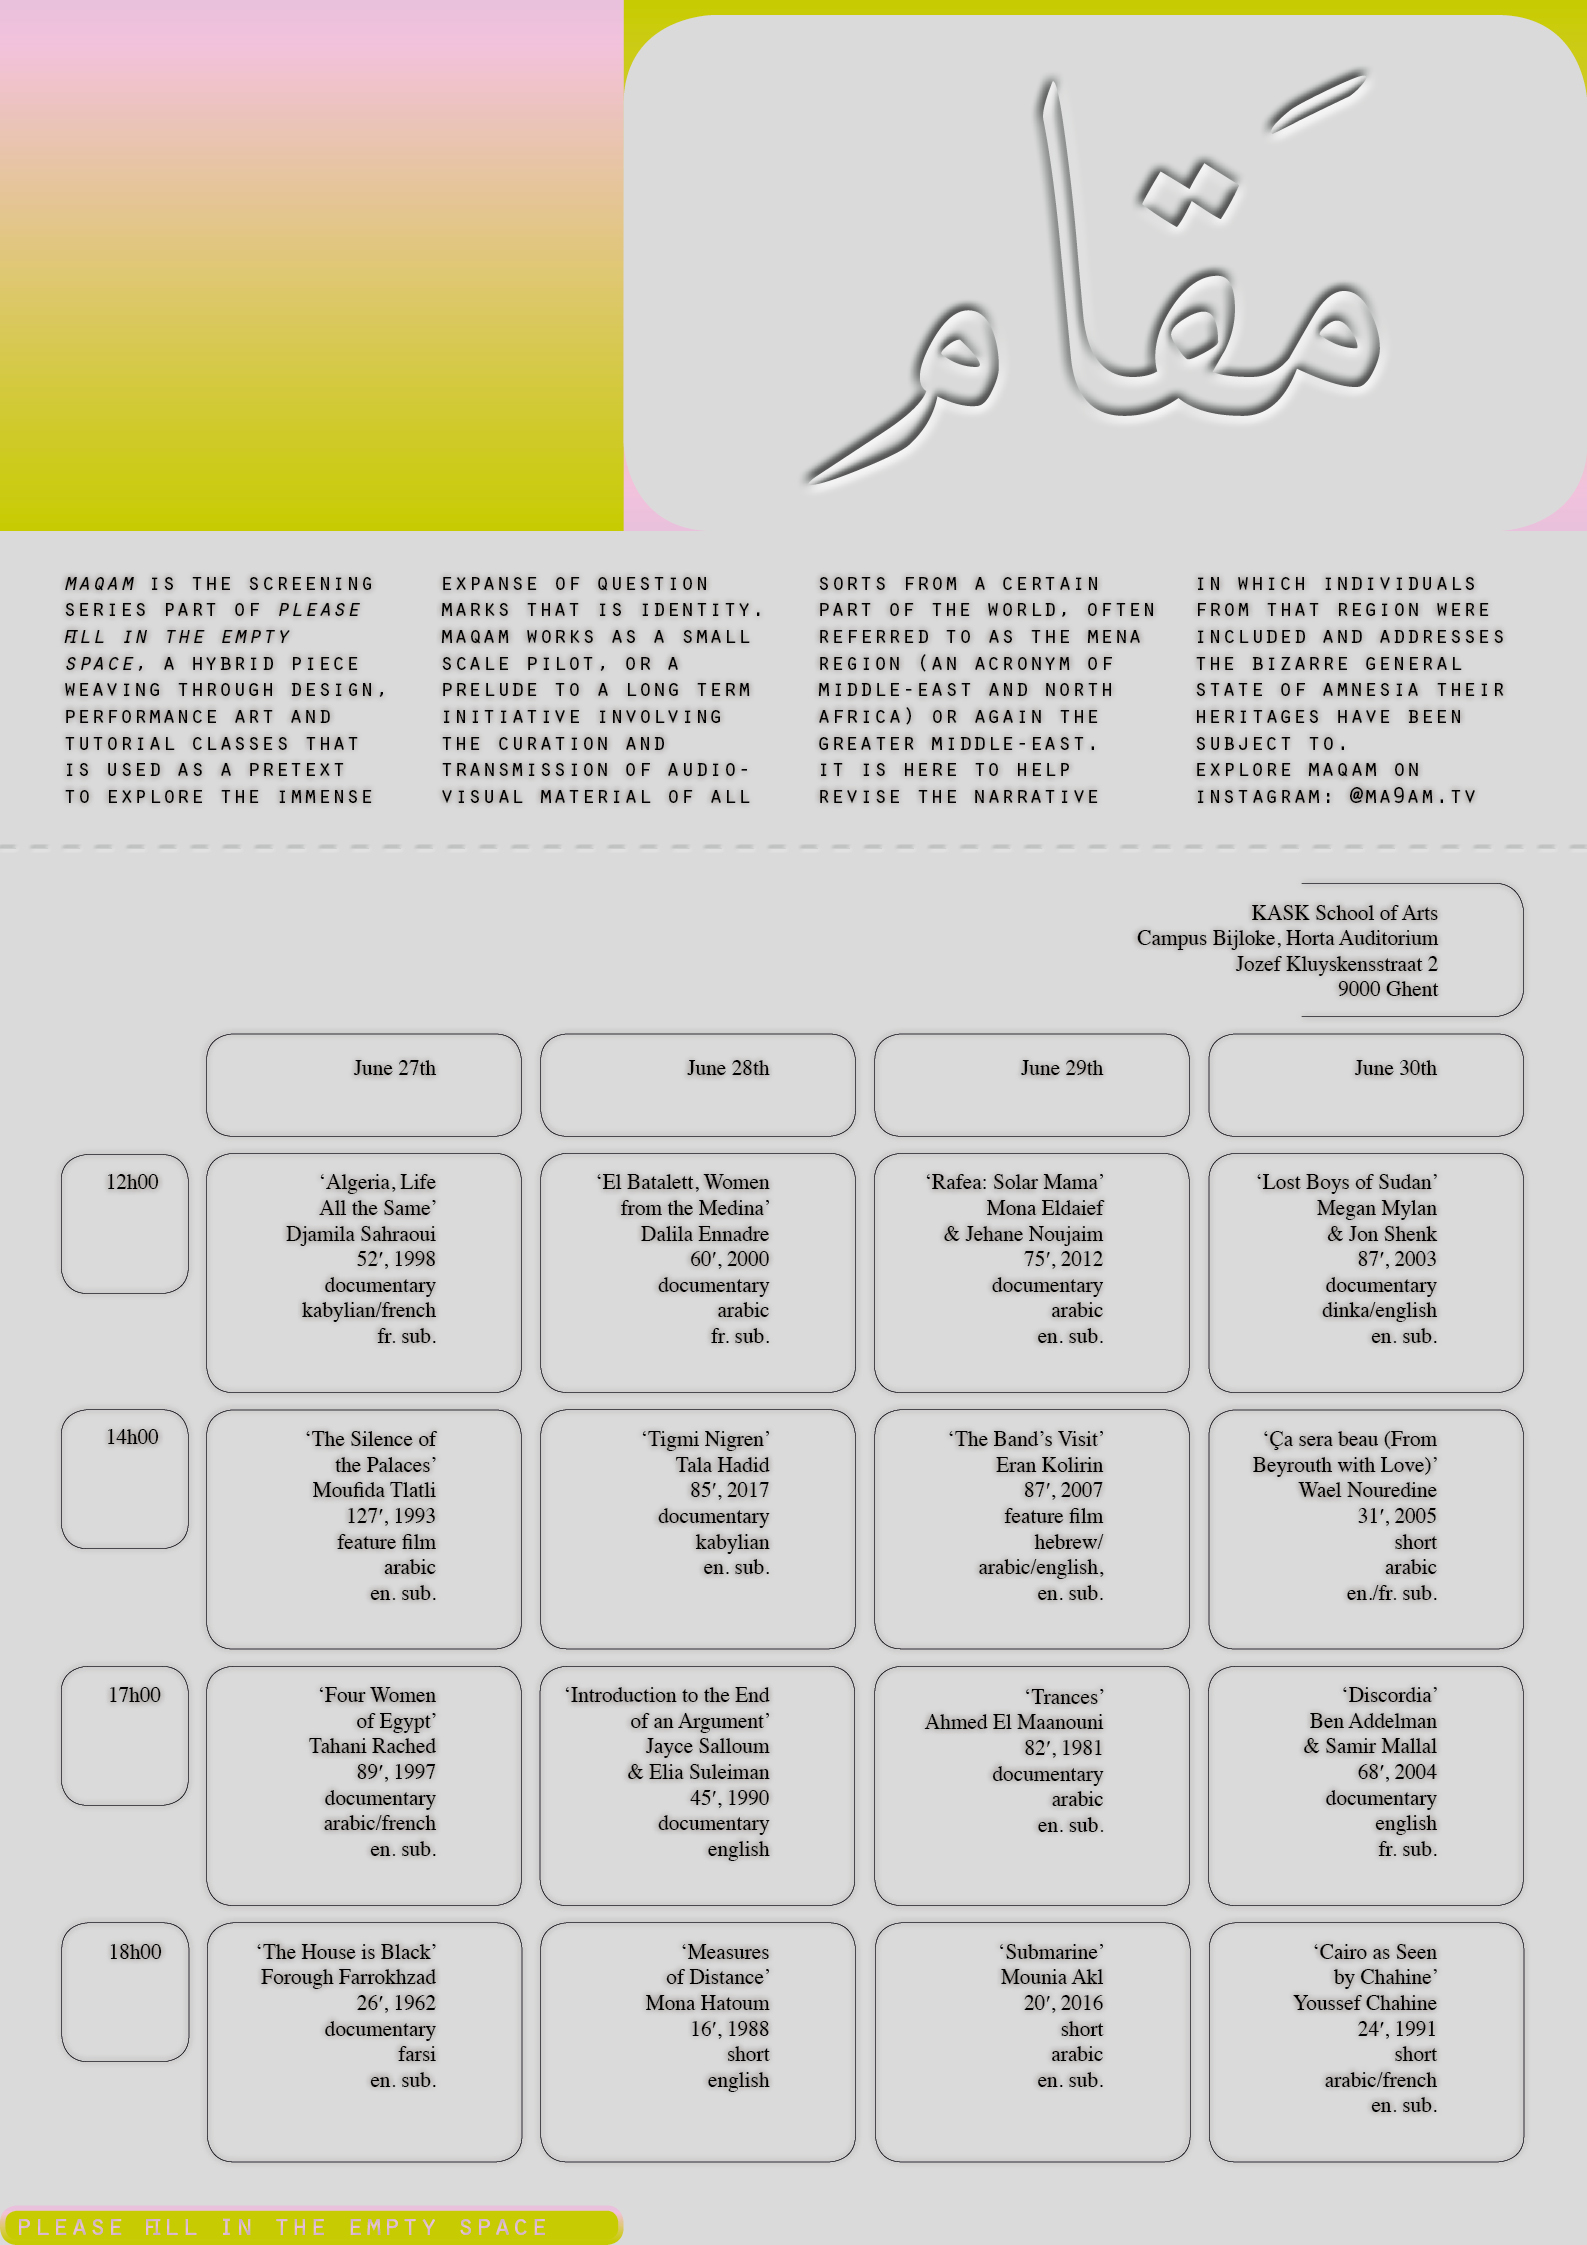 مَقام
MAQAM IS THE SCREENING
SERIES PART OF PLEASE
FILL IN THE EMPTY
SPACE, A HYBRID PIECE
WEAVING THROUGH DESIGN,
PERFORMANCE ART AND
TUTORIAL CLASSES THAT
IS USED AS A PRETEXT
TO EXPLORE THE IMMENSE
EXPANSE OF QUESTION
MARKS THAT IS IDENTITY.
MAQAM WORKS AS A SMALL
SCALE PILOT, OR A
PRELUDE TO A LONG TERM
INITIATIVE INVOLVING
THE CURATION AND
TRANSMISSION OF AUDIO-
VISUAL MATERIAL OF ALL
SORTS FROM A CERTAIN
PART OF THE WORLD, OFTEN
REFERRED TO AS THE MENA
REGION (AN ACRONYM OF
MIDDLE-EAST AND NORTH
AFRICA) OR AGAIN THE
GREATER MIDDLE-EAST.
IT IS HERE TO HELP
REVISE THE NARRATIVE
IN WHICH INDIVIDUALS
FROM THAT REGION WERE
INCLUDED AND ADDRESSES
THE BIZARRE GENERAL
STATE OF AMNESIA THEIR
HERITAGES HAVE BEEN
SUBJECT TO.
EXPLORE MAQAM ON
INSTAGRAM: @MA9AM.TV
KASK School of Arts
Campus Bijloke, Horta Auditorium
Jozef Kluyskensstraat 2
9000 Ghent
June 27th
June 28th
June 29th
June 30th
12h00
‘Algeria, Life
All the Same’
Djamila Sahraoui
52′, 1998
documentary
kabylian/french
fr. sub.
‘El Batalett, Women
from the Medina’
Dalila Ennadre
60′, 2000
documentary
arabic
fr. sub.
‘Rafea: Solar Mama’
Mona Eldaief
& Jehane Noujaim
75′, 2012
documentary
arabic
en. sub.
‘Lost Boys of Sudan’
Megan Mylan
& Jon Shenk
87′, 2003
documentary
dinka/english
en. sub.
14h00
‘The Silence of
the Palaces’
Moufida Tlatli
127′, 1993
feature film
arabic
en. sub.
‘Tigmi Nigren’
Tala Hadid
85′, 2017
documentary
kabylian
en. sub.
‘The Band’s Visit’
Eran Kolirin
87′, 2007
feature film
hebrew/
arabic/english,
en. sub.
‘Ça sera beau (From
Beyrouth with Love)’
Wael Nouredine
31′, 2005
short
arabic
en./fr. sub.
17h00
‘Four Women
of Egypt’
Tahani Rached
89′, 1997
documentary
arabic/french
en. sub.
‘Introduction to the End
of an Argument’
Jayce Salloum
& Elia Suleiman
45′, 1990
documentary
english
‘Trances’
Ahmed El Maanouni
82′, 1981
documentary
arabic
en. sub.
‘Discordia’
Ben Addelman
& Samir Mallal
68′, 2004
documentary
english
fr. sub.
18h00
‘The House is Black’
Forough Farrokhzad
26′, 1962
documentary
farsi
en. sub.
‘Measures
of Distance’
Mona Hatoum
16′, 1988
short
english
‘Submarine’
Mounia Akl
20′, 2016
short
arabic
en. sub.
‘Cairo as Seen
by Chahine’
Youssef Chahine
24′, 1991
short
arabic/french
en. sub.
PLEASE FILL IN THE EMPTY SPACE